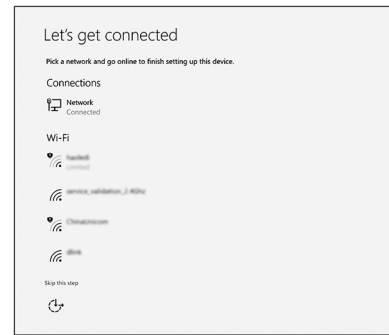 Let's get connected
Pick a network and go online to finish setting up this device.
Connections
Network
Connected
Wi-Fi
Limited
service_validation_2.4Ghz
ChinaUnicom
dlink
Skip this step